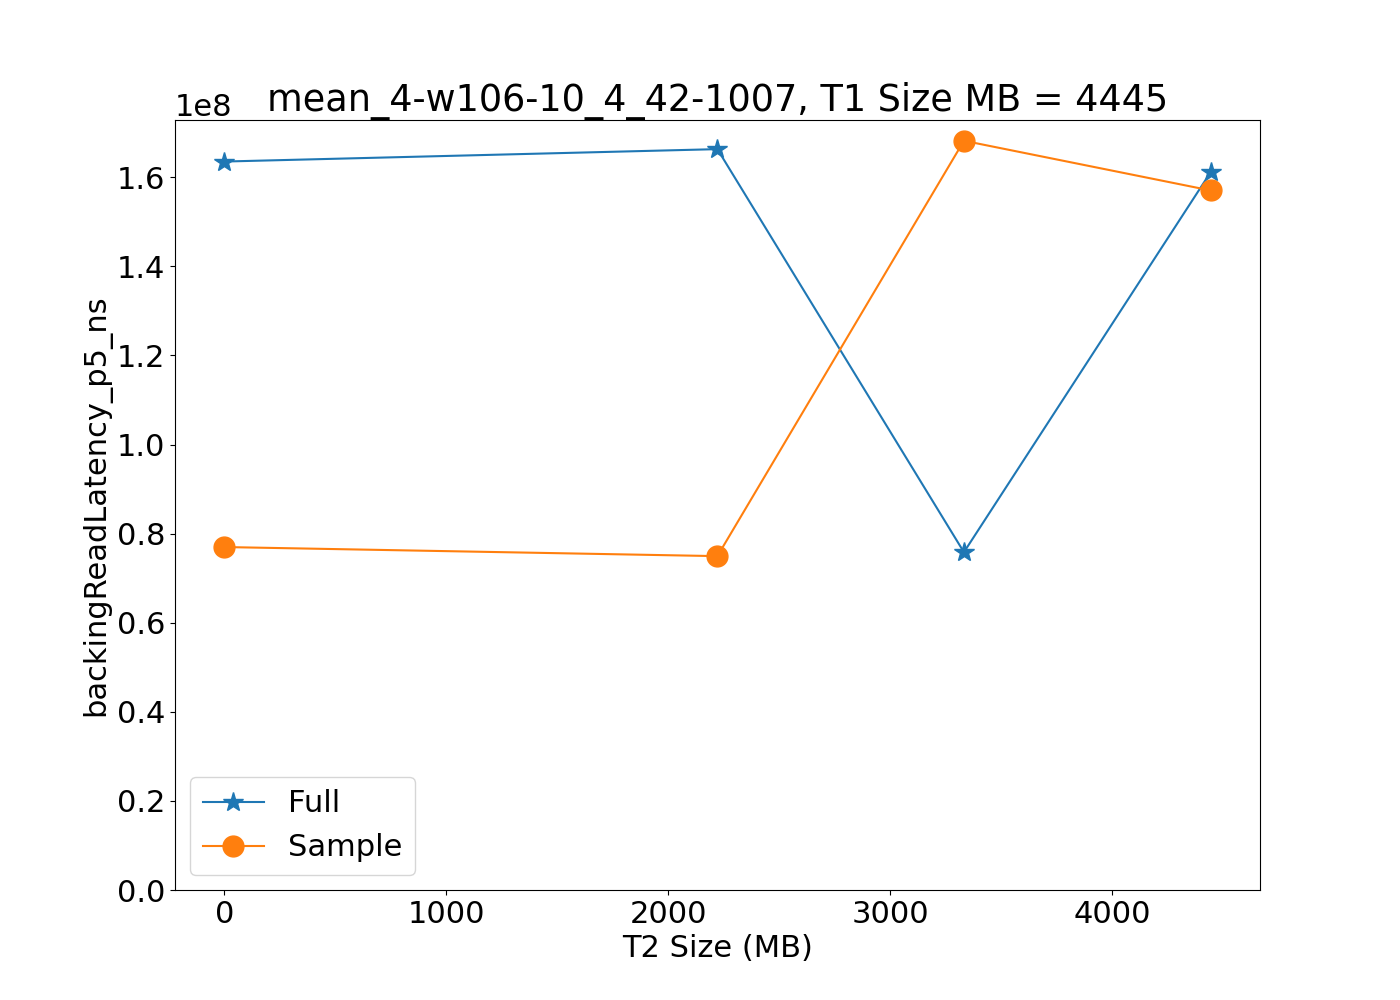 1e8
mean_4-w106-10_4_42-1007, T1 Size MB = 4445
backingReadLatency_p5_ns
1.6
1.4
1.2
1.0
0.8
0.6
0.4
0.2
0.0
Full
Sample
0 1000 2000 3000 4000
T2 Size (MB)